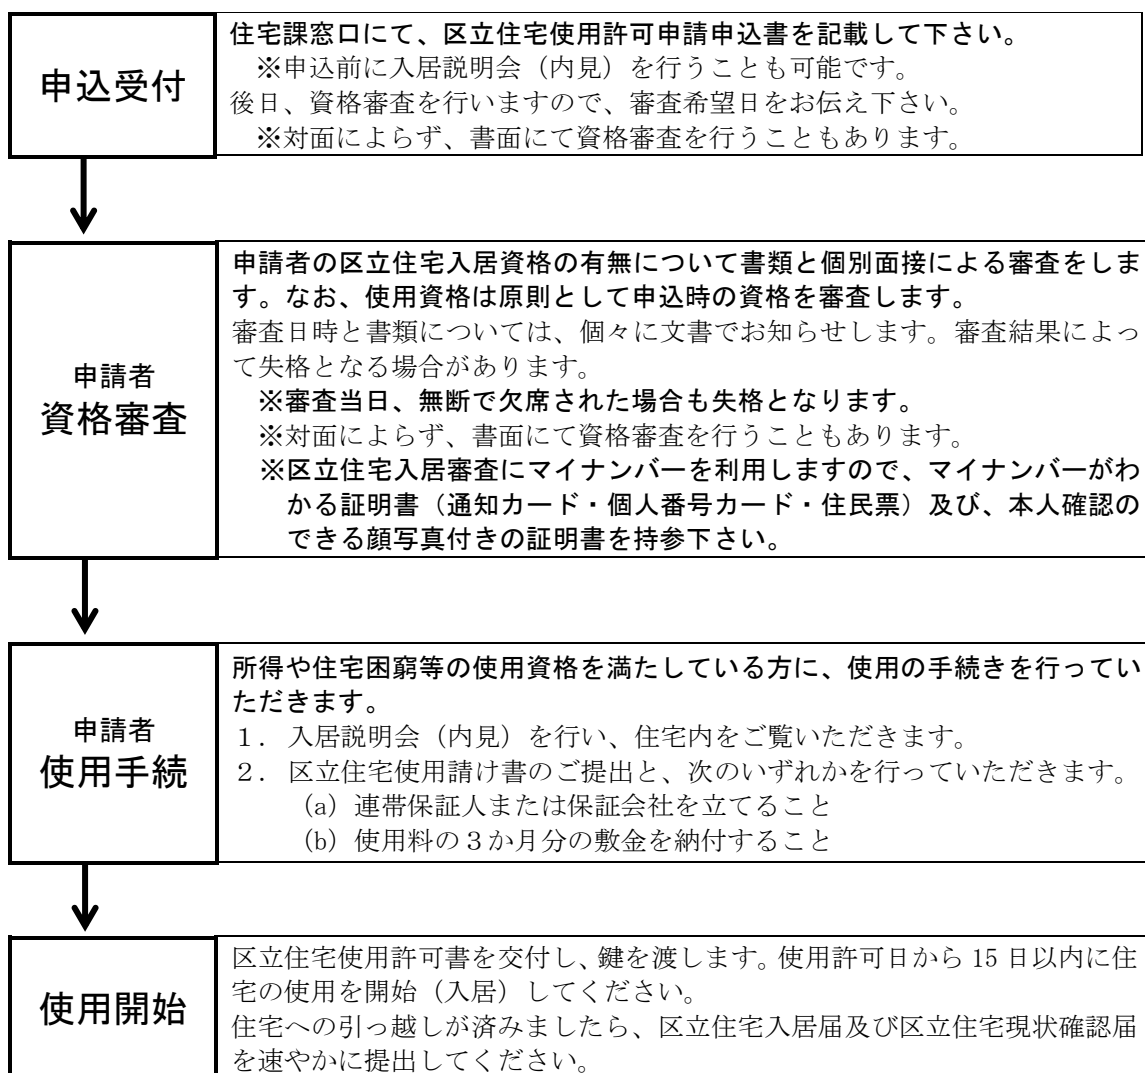 申込受付
住宅課窓口にて、区立住宅使用許可申請申込書を記載して下さい。
※申込前に入居説明会（内見）を行うことも可能です。
後日、資格審査を行いますので、審査希望日をお伝え下さい。
※対面によらず、書面にて資格審査を行うこともあります。
申請者
資格審査
申請者の区立住宅入居資格の有無について書類と個別面接による審査をしま
す。なお、使用資格は原則として申込時の資格を審査します。
審査日時と書類については、個々に文書でお知らせします。審査結果によっ
て失格となる場合があります。
※審査当日、無断で欠席された場合も失格となります。
※対面によらず、書面にて資格審査を行うこともあります。
※区立住宅入居審査にマイナンバーを利用しますので、マイナンバーがわ
かる証明書（通知カード・個人番号カード・住民票）及び、本人確認の
できる顔写真付きの証明書を持参下さい。
申請者
使用手続
所得や住宅困窮等の使用資格を満たしている方に、使用の手続きを行ってい
ただきます。
１．入居説明会（内見）を行い、住宅内をご覧いただきます。
２．区立住宅使用請け書のご提出と、次のいずれかを行っていただきます。
(a) 連帯保証人または保証会社を立てること
(b) 使用料の３か月分の敷金を納付すること
使用開始
区立住宅使用許可書を交付し、鍵を渡します。使用許可日から 15 日以内に住
宅の使用を開始（入居）してください。
住宅への引っ越しが済みましたら、区立住宅入居届及び区立住宅現状確認届
を速やかに提出してください。